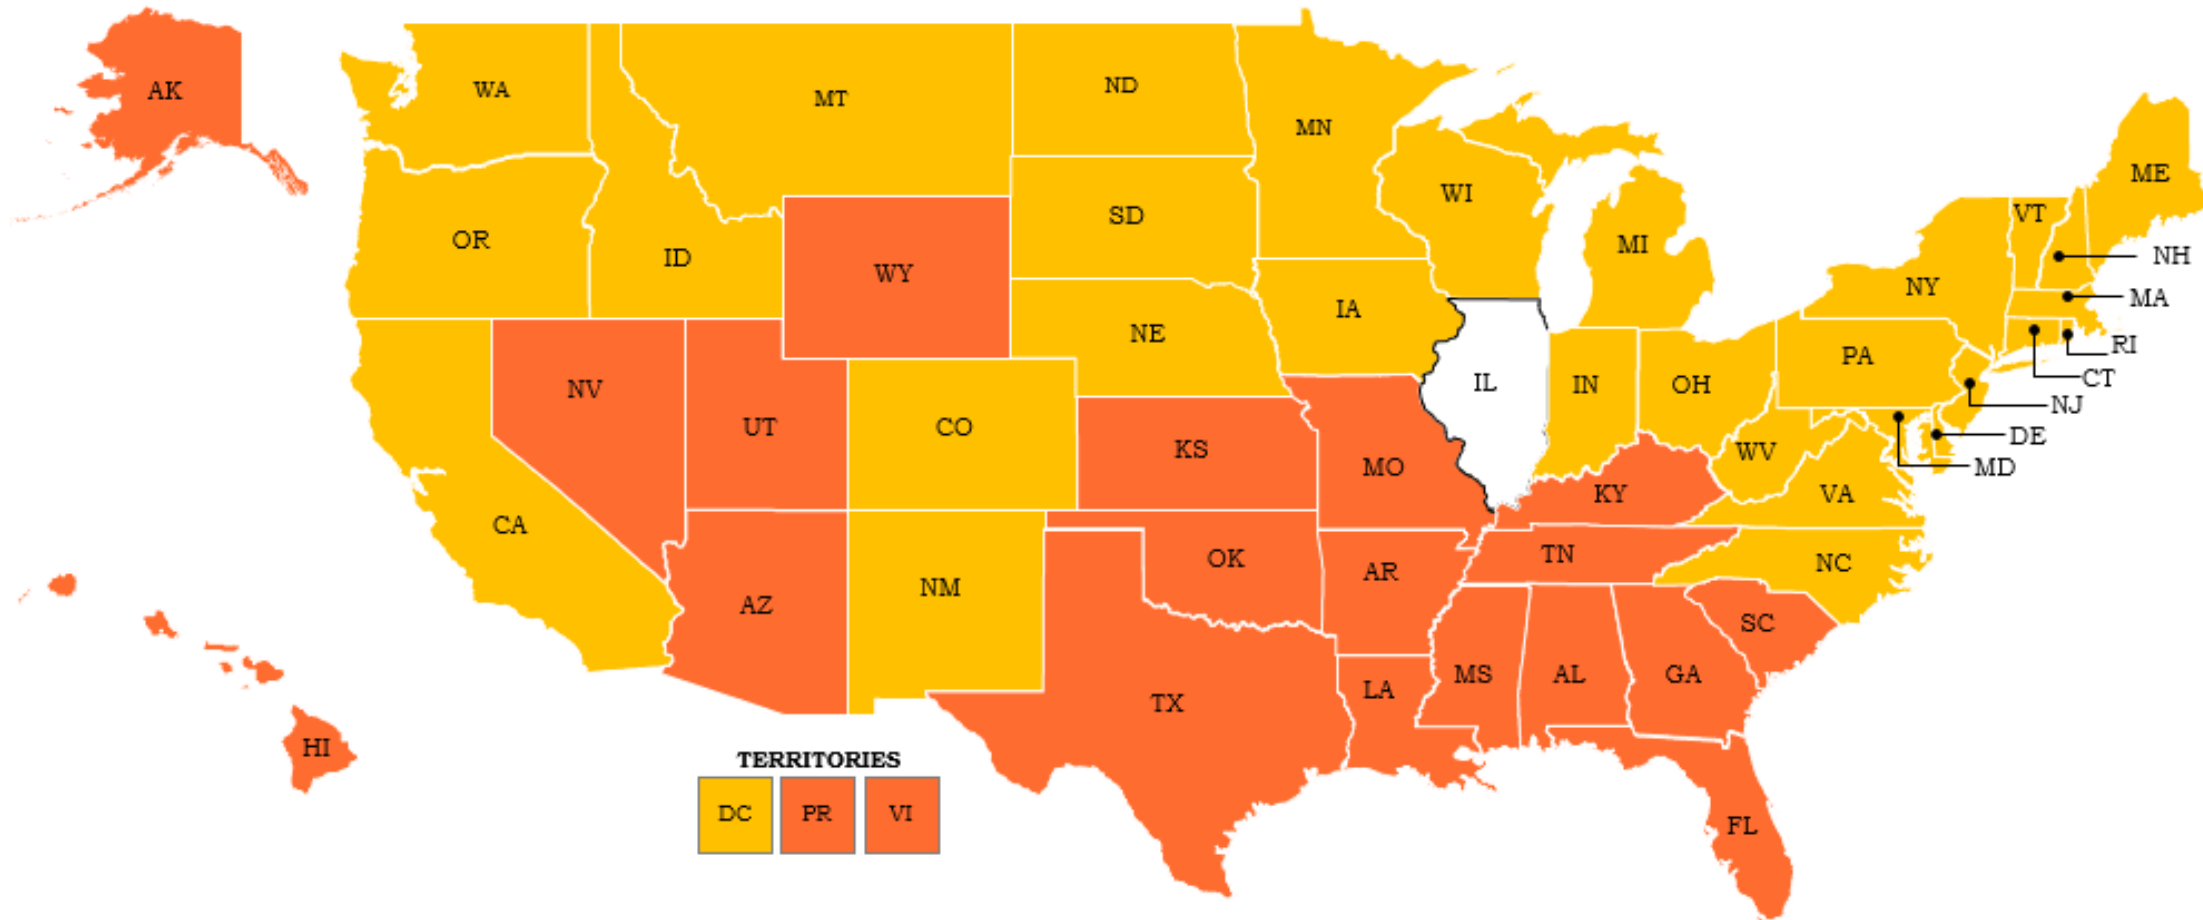 AK
WA
MT
ND
MN
WI
MI
ME
VT
NH
MA
RI
CT
NJ
DE
MD
NY
PA
OR
ID
WY
SD
NE
IA
IL
IN
OH
WV
VA
NC
NV
UT
CO
KS
MO
KY
TN
CA
AZ
NM
OK
AR
SC
TX
LA
MS
AL
GA
FL
HI
TERRITORIES
DC
PR
VI